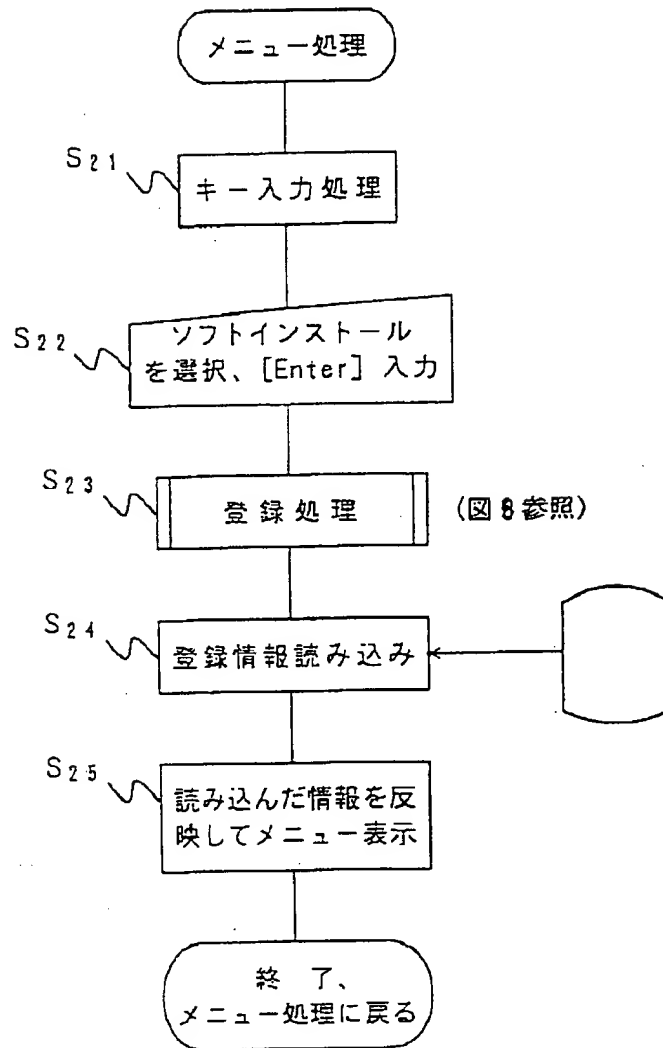 メニュー処理
S21
キー入力処理
S22
ソフトインストール
を選択、[Enter] 入力
S23
登録処理
(図8参照)
S24
登録情報読み込み
S25
読み込んだ情報を反
映してメニュー表示
終了、
メニュー処理に戻る